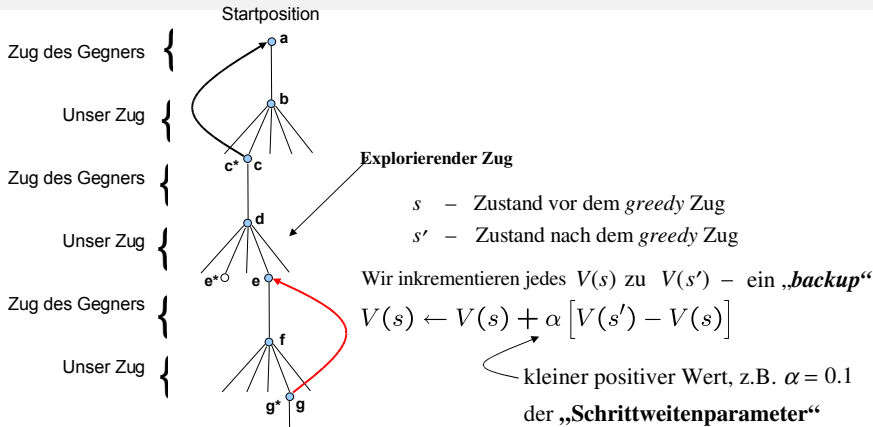 Startposition
a
Zug des Gegners {
b
Unser Zug {
c* c
Explorierender Zug
Zug des Gegners {
s – Zustand vor dem greedy Zug
d
s′ – Zustand nach dem greedy Zug
Unser Zug {
e* e
Wir inkrementieren jedes V(s) zu V(s′) – ein „backup“
Zug des Gegners {
V(s) ← V(s) + α [V(s′) − V(s)]
f
Unser Zug {
kleiner positiver Wert, z.B. α = 0.1
g* g
der „Schrittweitenparameter“